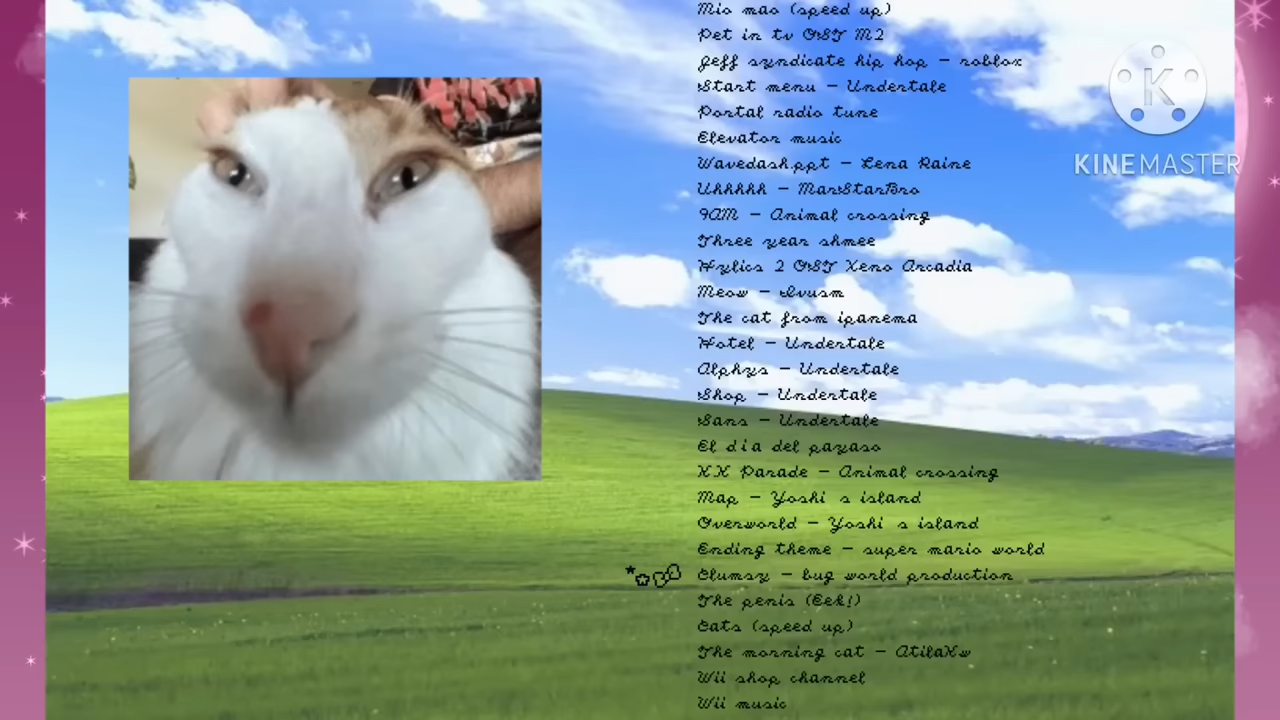 Mio mao (speed up)
Pet in tv OST M2
Jeff syndicate hip hop - roblox
Start menu - Undertale
Portal radio tune
Elevator music
Wavedash.ppt - Lena Raine
Uhhhhh - MarStarBro
9AM - Animal crossing
Three year shmee
Hylics 2 OST Xeno Arcadia
Meow - Svusm
The cat from ipanema
Hotel - Undertale
Alphys - Undertale
Shop - Undertale
Sans - Undertale
El día del payaso
KK Parade - Animal crossing
Map - Yoshi s island
Overworld - Yoshi s island
Ending theme - super mario world
Clumsy - bug world production
The penis (Eek!)
Cats (speed up)
The morning cat - AtilaKw
Wii shop channel
Wii music
K
KINEMASTER